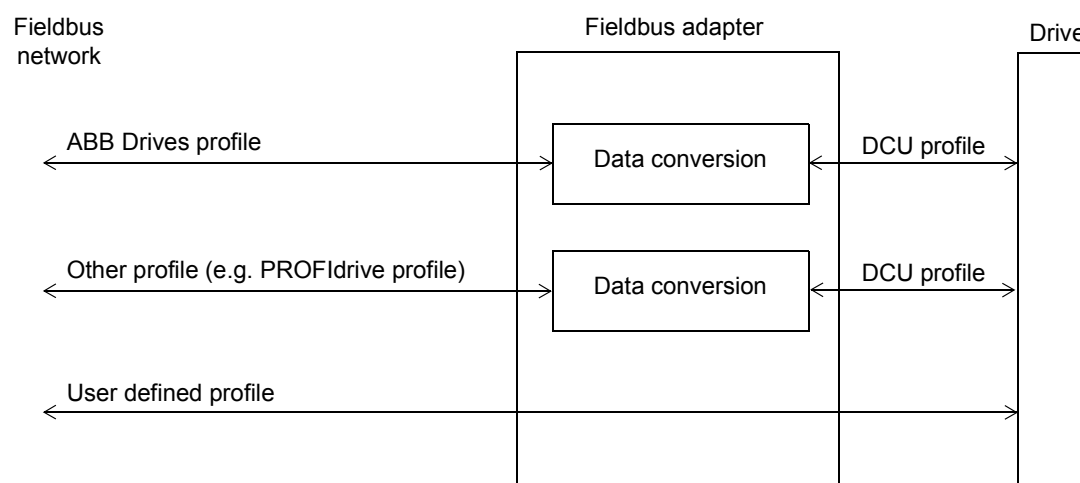 Fieldbus
network
Fieldbus adapter
Drive
ABB Drives profile
Data conversion
DCU profile
Other profile (e.g. PROFIdrive profile)
Data conversion
DCU profile
User defined profile